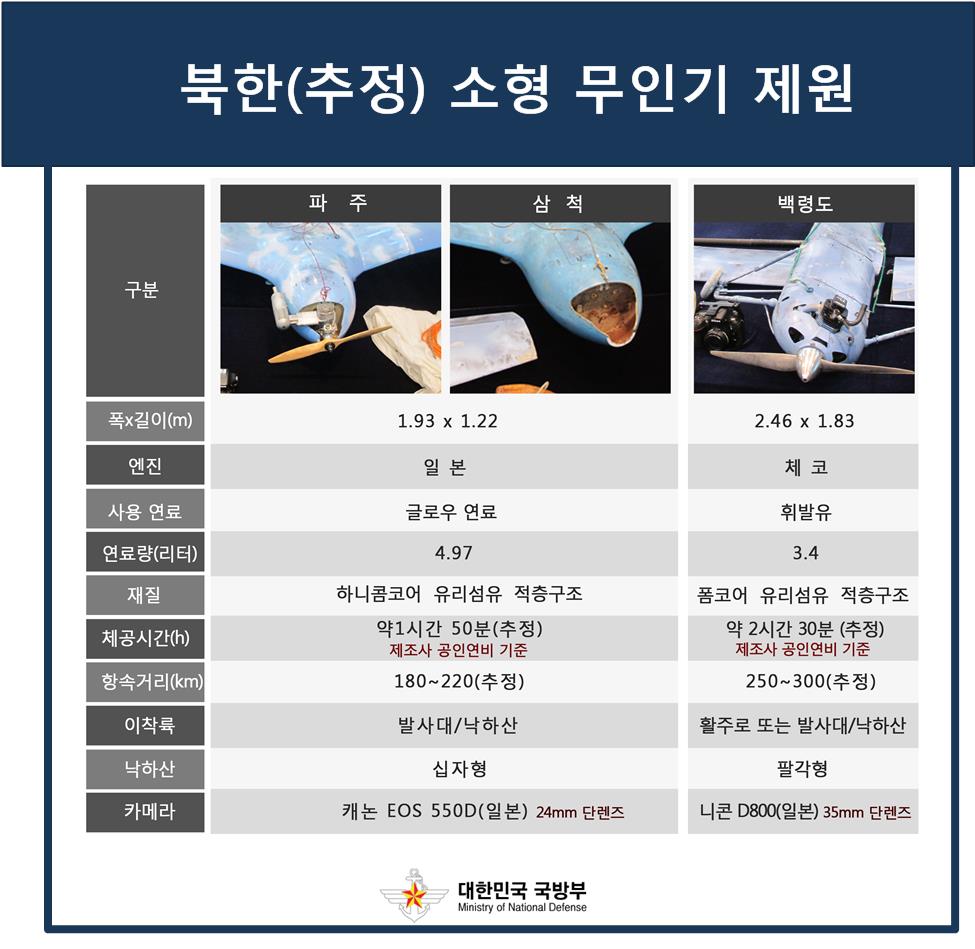 북한(추정) 소형 무인기 제원
구분
파 주
삼 척
백령도
폭x길이(m)
1.93 x 1.22
2.46 x 1.83
엔진
일 본
체 코
사용 연료
글로우 연료
휘발유
연료량(리터)
4.97
3.4
재질
하니콤코어 유리섬유 적층구조
폼코어 유리섬유 적층구조
체공시간(h)
약1시간 50분(추정)
제조사 공인연비 기준
약 2시간 30분 (추정)
제조사 공인연비 기준
항속거리(km)
180~220(추정)
250~300(추정)
이착륙
발사대/낙하산
활주로 또는 발사대/낙하산
낙하산
십자형
팔각형
카메라
캐논 EOS 550D(일본) 24mm 단렌즈
니콘 D800(일본) 35mm 단렌즈
대한민국 국방부
Ministry of National Defense